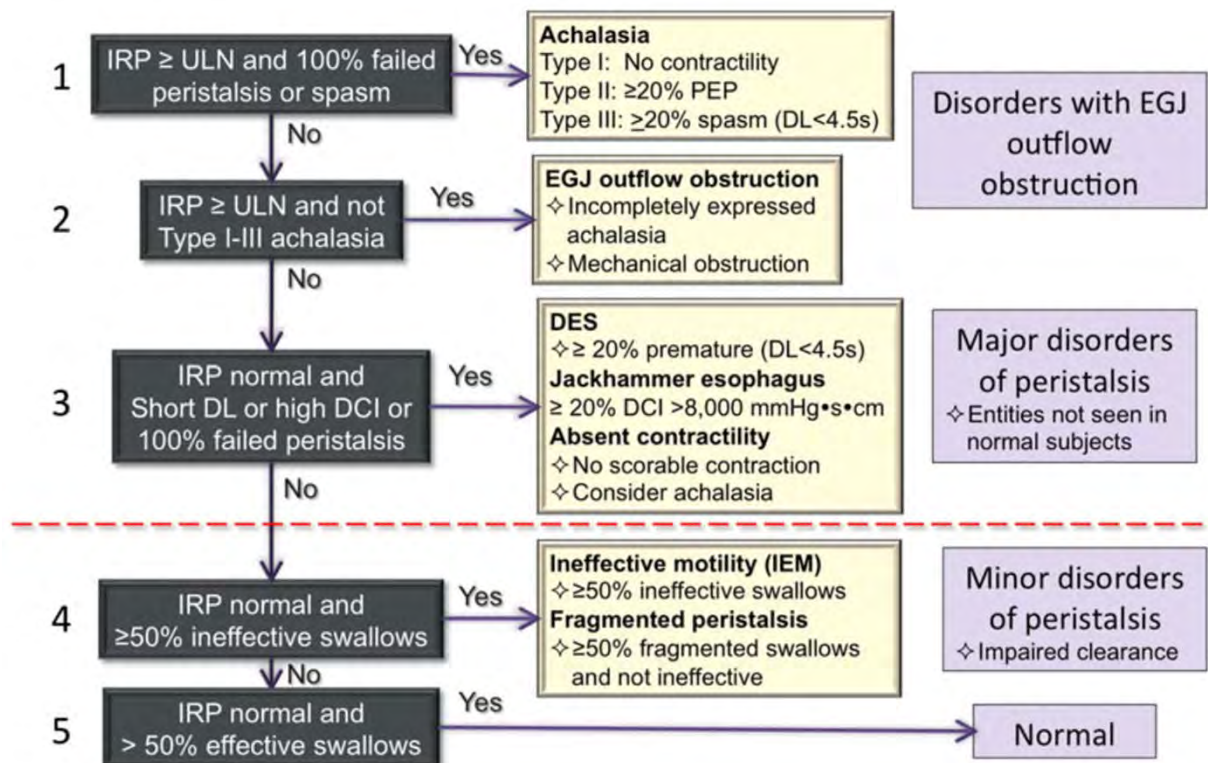 1
IRP ≥ ULN and 100% failed
peristalsis or spasm
Yes
Achalasia
Type I: No contractility
Type II: ≥20% PEP
Type III: ≥20% spasm (DL<4.5s)
Disorders with EGJ
outflow
obstruction
No
2
IRP ≥ ULN and not
Type I-III achalasia
Yes
EGJ outflow obstruction
✧Incompletely expressed
achalasia
✧Mechanical obstruction
No
3
IRP normal and
Short DL or high DCI or
100% failed peristalsis
Yes
DES
✧≥ 20% premature (DL<4.5s)
Jackhammer esophagus
≥ 20% DCI >8,000 mmHg•s•cm
Absent contractility
✧No scorable contraction
✧Consider achalasia
Major disorders
of peristalsis
✧Entities not seen in
normal subjects
No
4
IRP normal and
≥50% ineffective swallows
Yes
Ineffective motility (IEM)
✧≥50% ineffective swallows
Fragmented peristalsis
✧≥50% fragmented swallows
and not ineffective
Minor disorders
of peristalsis
✧Impaired clearance
No
5
IRP normal and
> 50% effective swallows
Yes
Normal